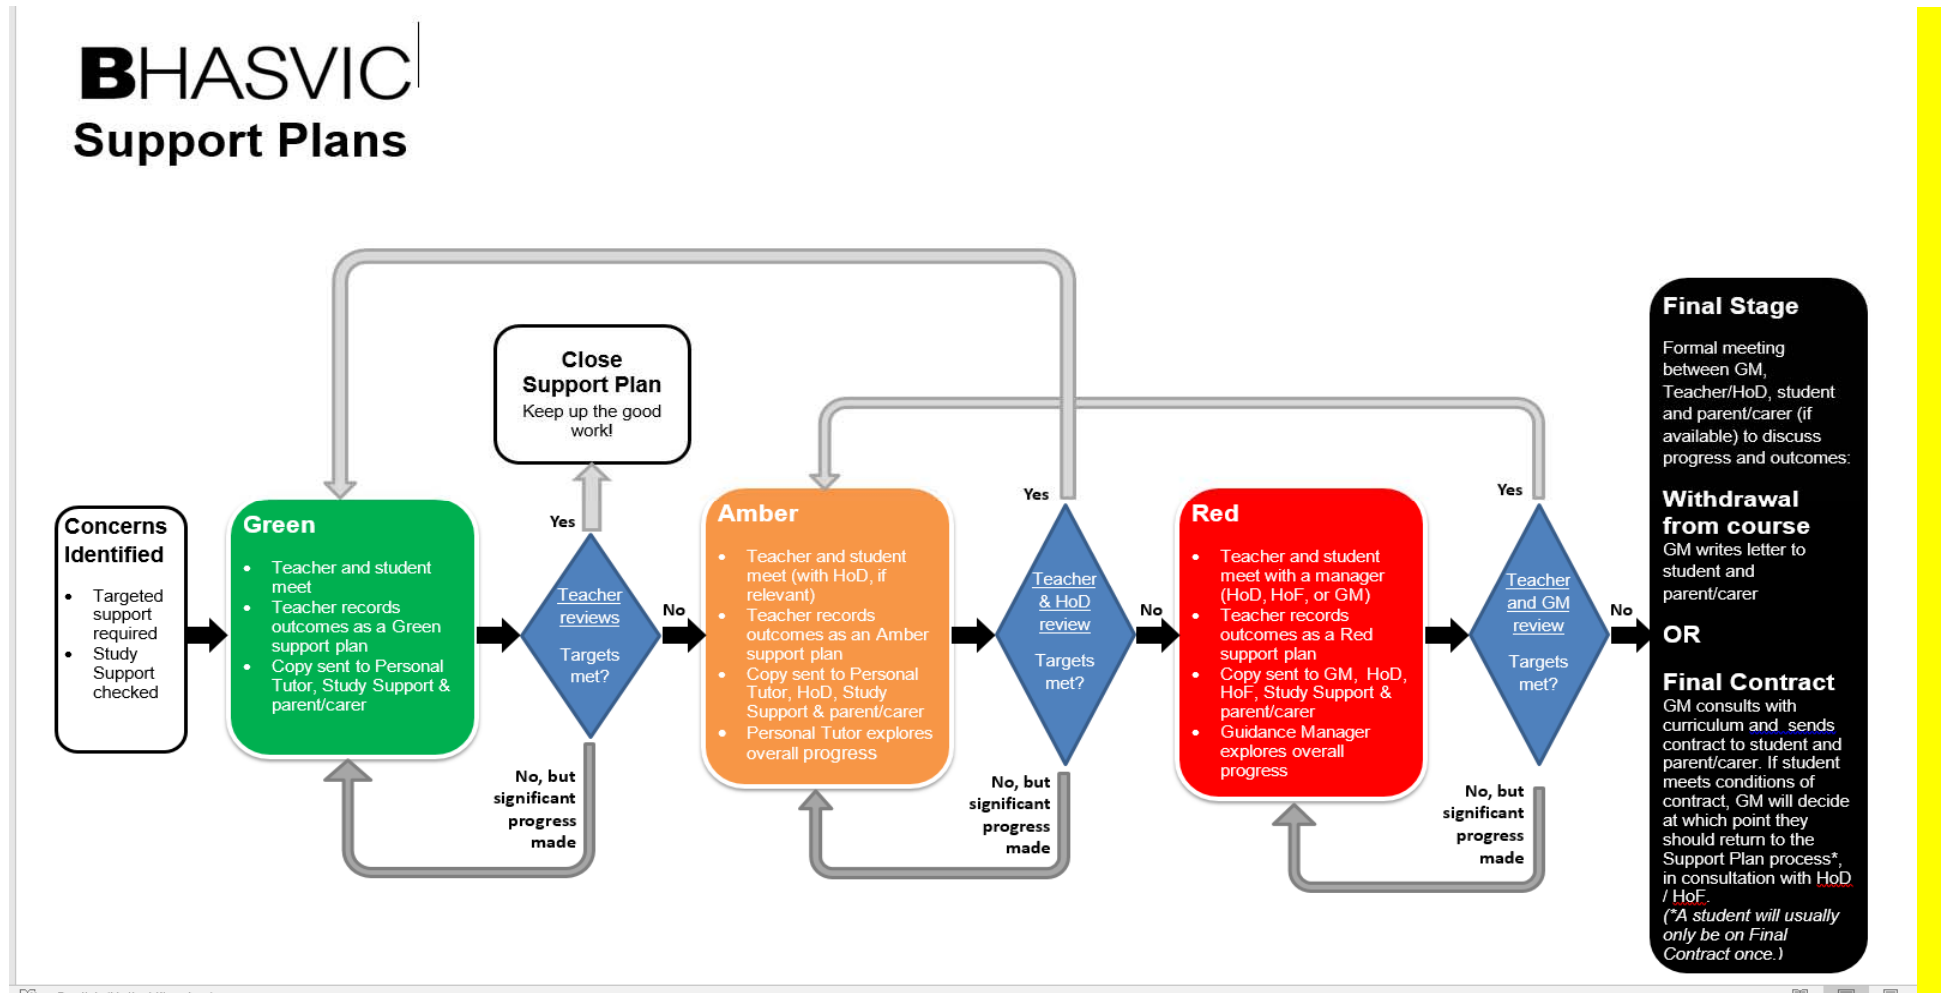 BHASVIC
Support Plans
Concerns
Identified
• Targeted
support
required
• Study
Support
checked
Green
• Teacher and student
meet
• Teacher records
outcomes as a Green
support plan
• Copy sent to Personal
Tutor, Study Support &
parent/carer
Close
Support Plan
Keep up the good
work!
Yes
Teacher
reviews
Targets
met?
No
No, but
significant
progress
made
Amber
• Teacher and student
meet (with HoD, if
relevant)
• Teacher records
outcomes as an Amber
support plan
• Copy sent to Personal
Tutor, HoD, Study
Support & parent/carer
• Personal Tutor explores
overall progress
Yes
Teacher
& HoD
review
Targets
met?
No
No, but
significant
progress
made
Red
• Teacher and student
meet with a manager
(HoD, HoF, or GM)
• Teacher records
outcomes as a Red
support plan
• Copy sent to GM, HoD,
HoF, Study Support &
parent/carer
• Guidance Manager
explores overall
progress
Yes
Teacher
and GM
review
Targets
met?
No
No, but
significant
progress
made
Final Stage
Formal meeting
between GM,
Teacher/HoD, student
and parent/carer (if
available) to discuss
progress and outcomes:
Withdrawal
from course
GM writes letter to
student and
parent/carer
OR
Final Contract
GM consults with
curriculum and sends
contract to student and
parent/carer. If student
meets conditions of
contract, GM will decide
at which point they
should return to the
Support Plan process*,
in consultation with HoD
/ HoF.
(*A student will usually
only be on Final
Contract once.)